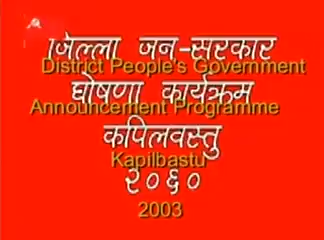 जिल्ला जन-सरकार
District People's Government
घोषणा कार्यक्रम
Announcement Programme
कपिलवस्तु
Kapilbastu
२०६०
2003